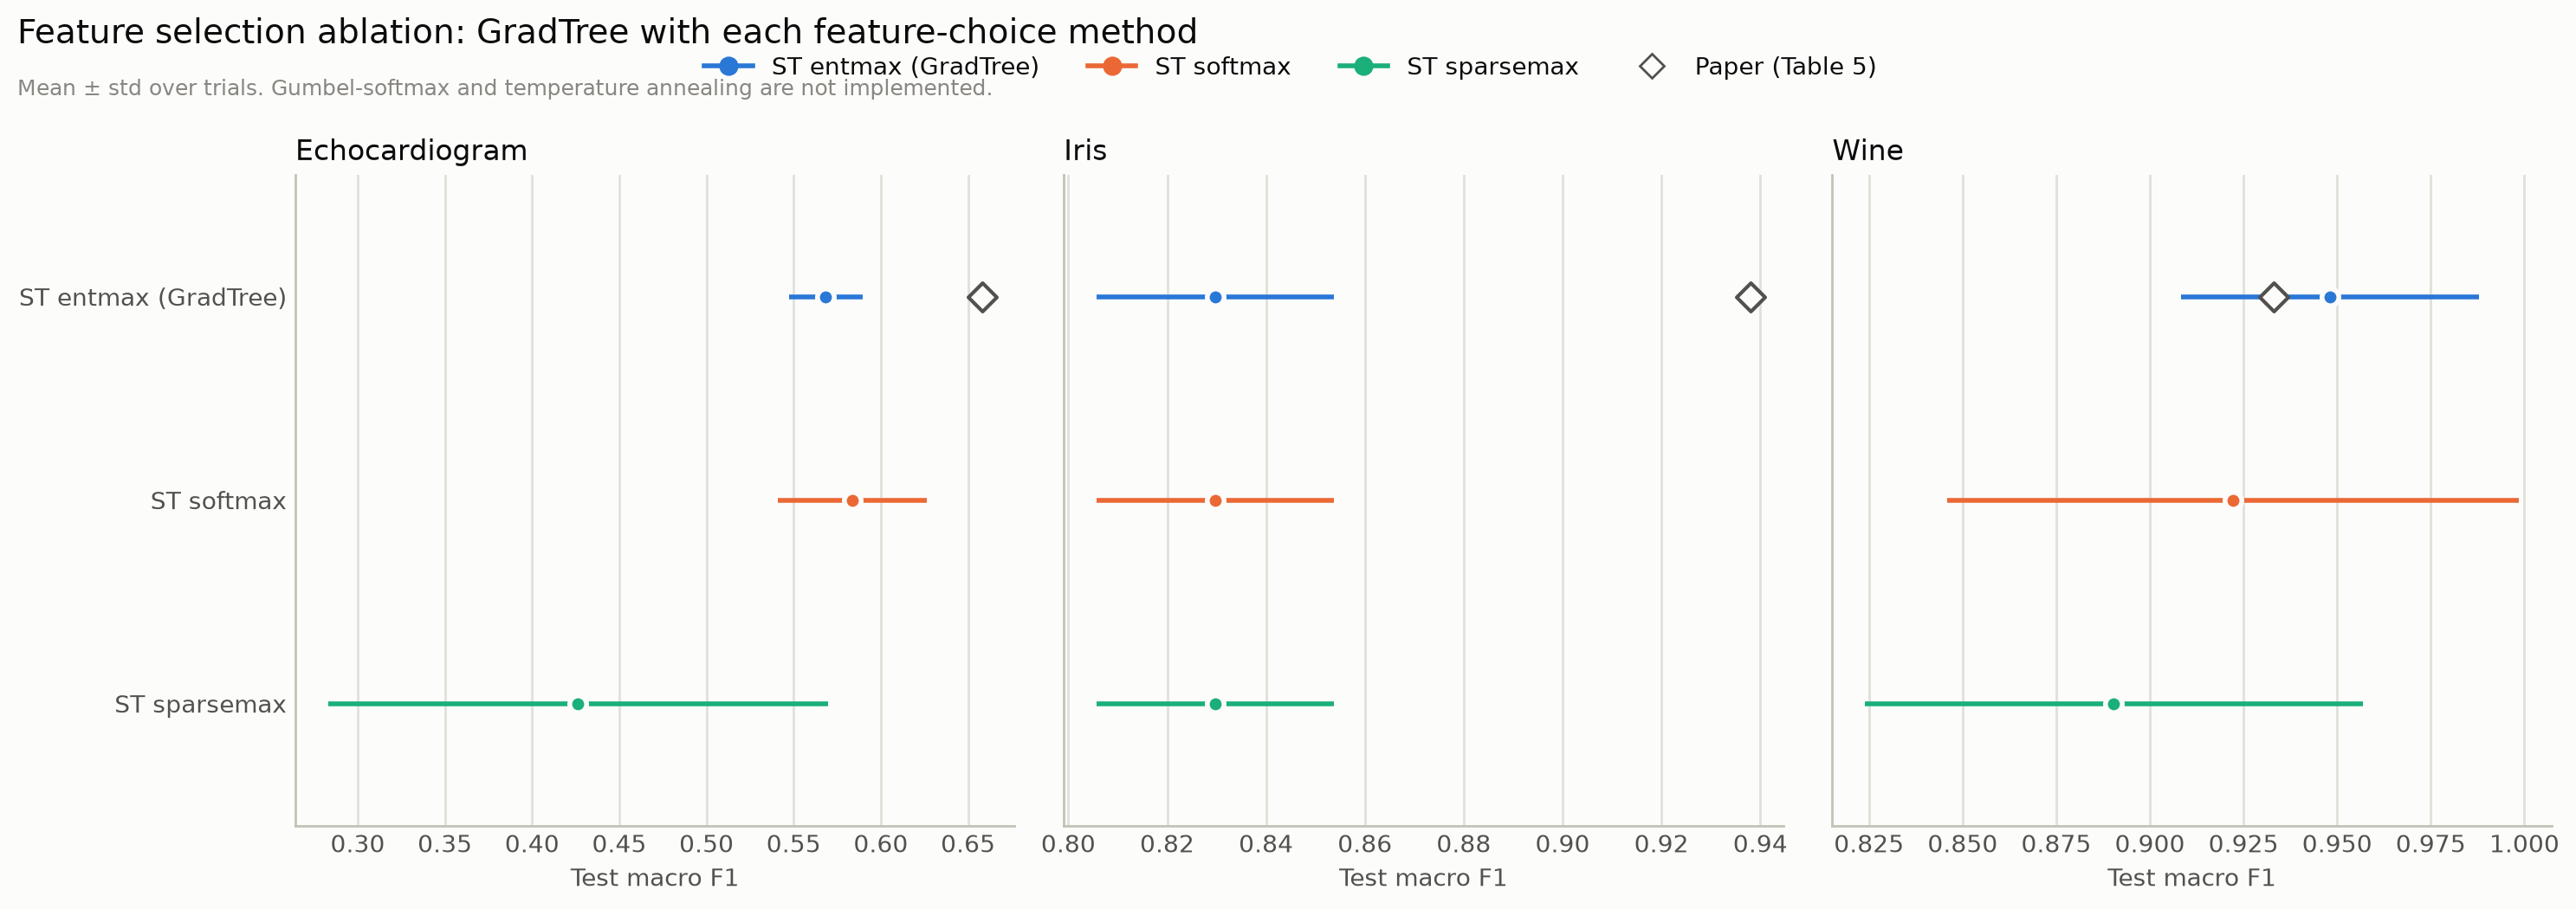 Feature selection ablation: GradTree with each feature-choice method
ST entmax (GradTree) ST softmax ST sparsemax Paper (Table 5)
Mean ± std over trials. Gumbel-softmax and temperature annealing are not implemented.
Echocardiogram Iris Wine
ST entmax (GradTree)
ST softmax
ST sparsemax
0.30 0.35 0.40 0.45 0.50 0.55 0.60 0.65 0.80 0.82 0.84 0.86 0.88 0.90 0.92 0.94 0.825 0.850 0.875 0.900 0.925 0.950 0.975 1.000
Test macro F1 Test macro F1 Test macro F1